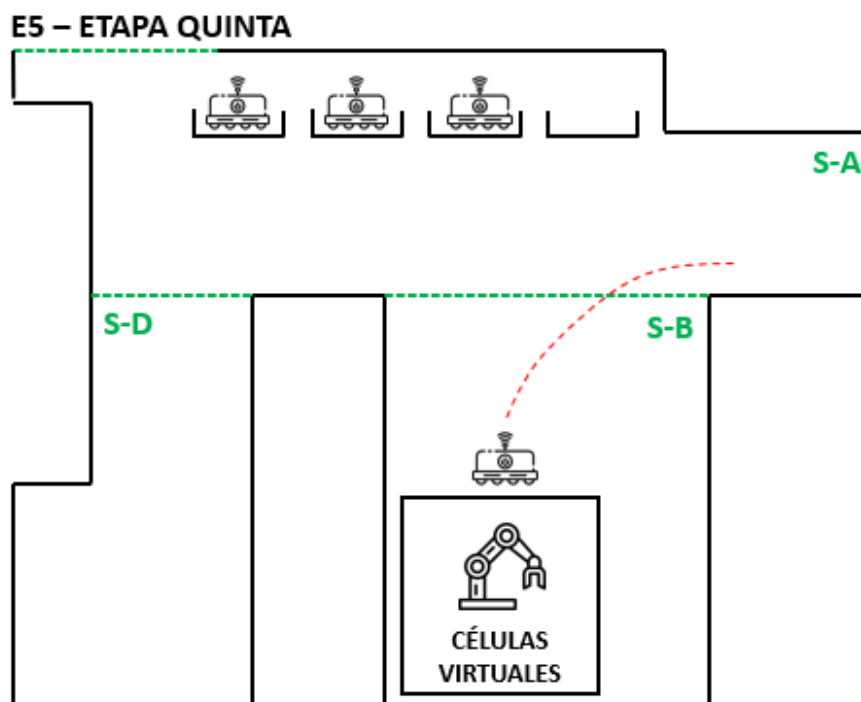 E5 – ETAPA QUINTA
S-A
S-D
S-B
CÉLULAS
VIRTUALES